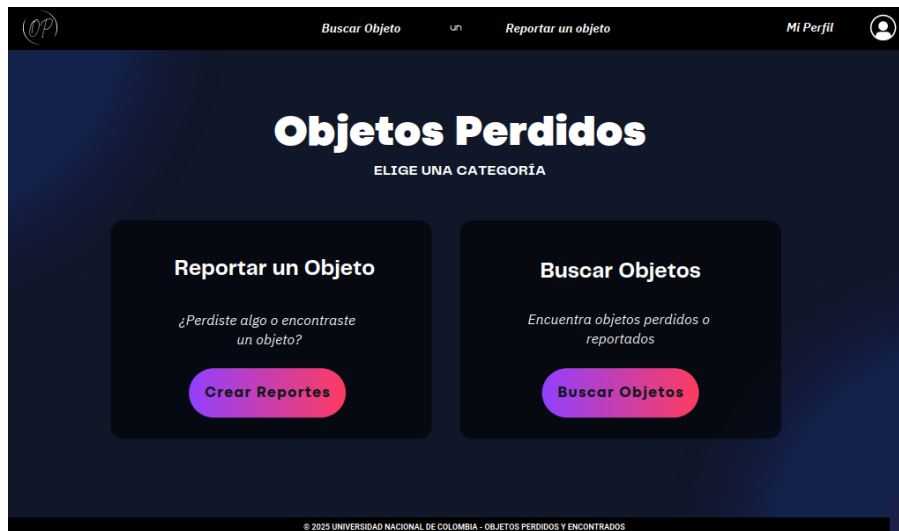 OP
Buscar Objeto un Reportar un objeto Mi Perfil
Objetos Perdidos
ELIGE UNA CATEGORÍA
Reportar un Objeto
¿Perdiste algo o encontraste
un objeto?
Crear Reportes
Buscar Objetos
Encuentra objetos perdidos o
reportados
Buscar Objetos
© 2025 UNIVERSIDAD NACIONAL DE COLOMBIA - OBJETOS PERDIDOS Y ENCONTRADOS